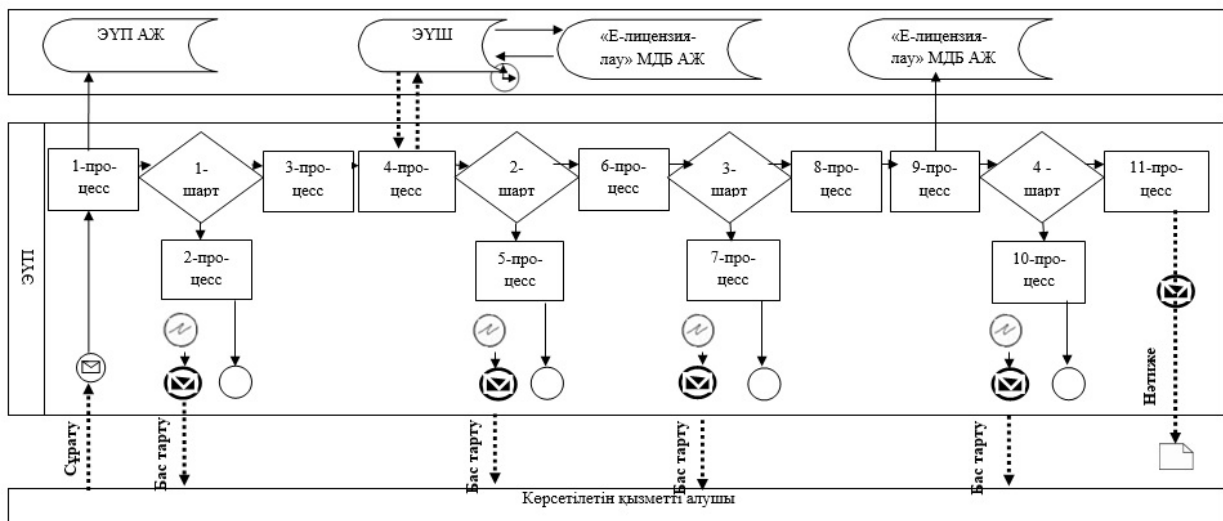 ЭҮП АЖ
ЭҮШ
«Е-лицензия-
лау» МДБ АЖ
«Е-лицензия-
лау» МДБ АЖ
ЭҮП
1-про-
цесс
1-
шарт
3-про-
цесс
4-про-
цесс
2-
шарт
6-про-
цесс
3-
шарт
8-про-
цесс
9-про-
цесс
4 -
шарт
11-про-
цесс
2-про-
цесс
5-про-
цесс
7-про-
цесс
10-про-
цесс
Сұрату
Бас тарту
Бас тарту
Бас тарту
Бас тарту
Нәтиже
Көрсетілетін қызметті алушы